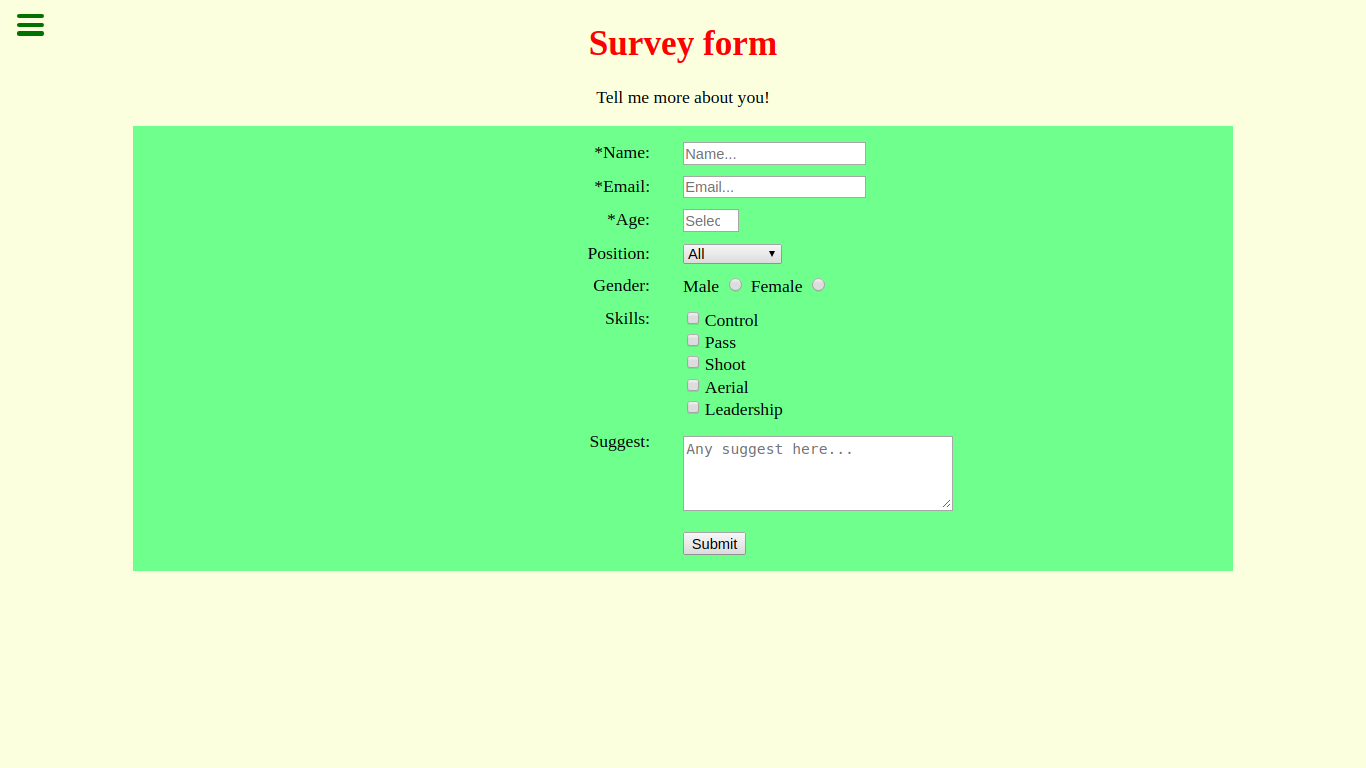 Survey form
Tell me more about you!
*Name: Name...
*Email: Email...
*Age: Selec
Position: All
Gender: Male Female
Skills: Control
Pass
Shoot
Aerial
Leadership
Suggest: Any suggest here...
Submit